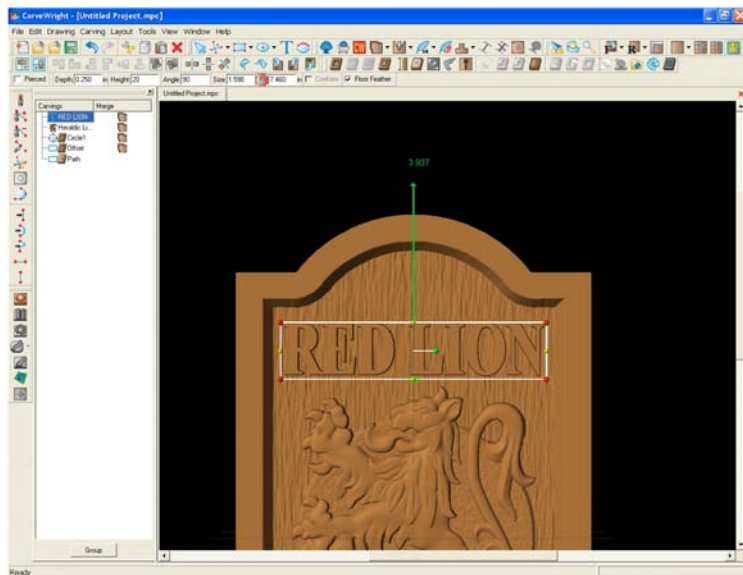 CarveWright - [Untitled Project.mpc]
File Edit Drawing Carving Layout Tools View Window Help
Pierced Depth 0.250 in Height 20 Angle 90 Size 1.598 7.460 in Contours Floor Feather
Untitled Project.mpc
Carvings Merge
RED LION
Heraldic Li...
Circle1
Offset
Path
3.937
RED LION
Group
Ready